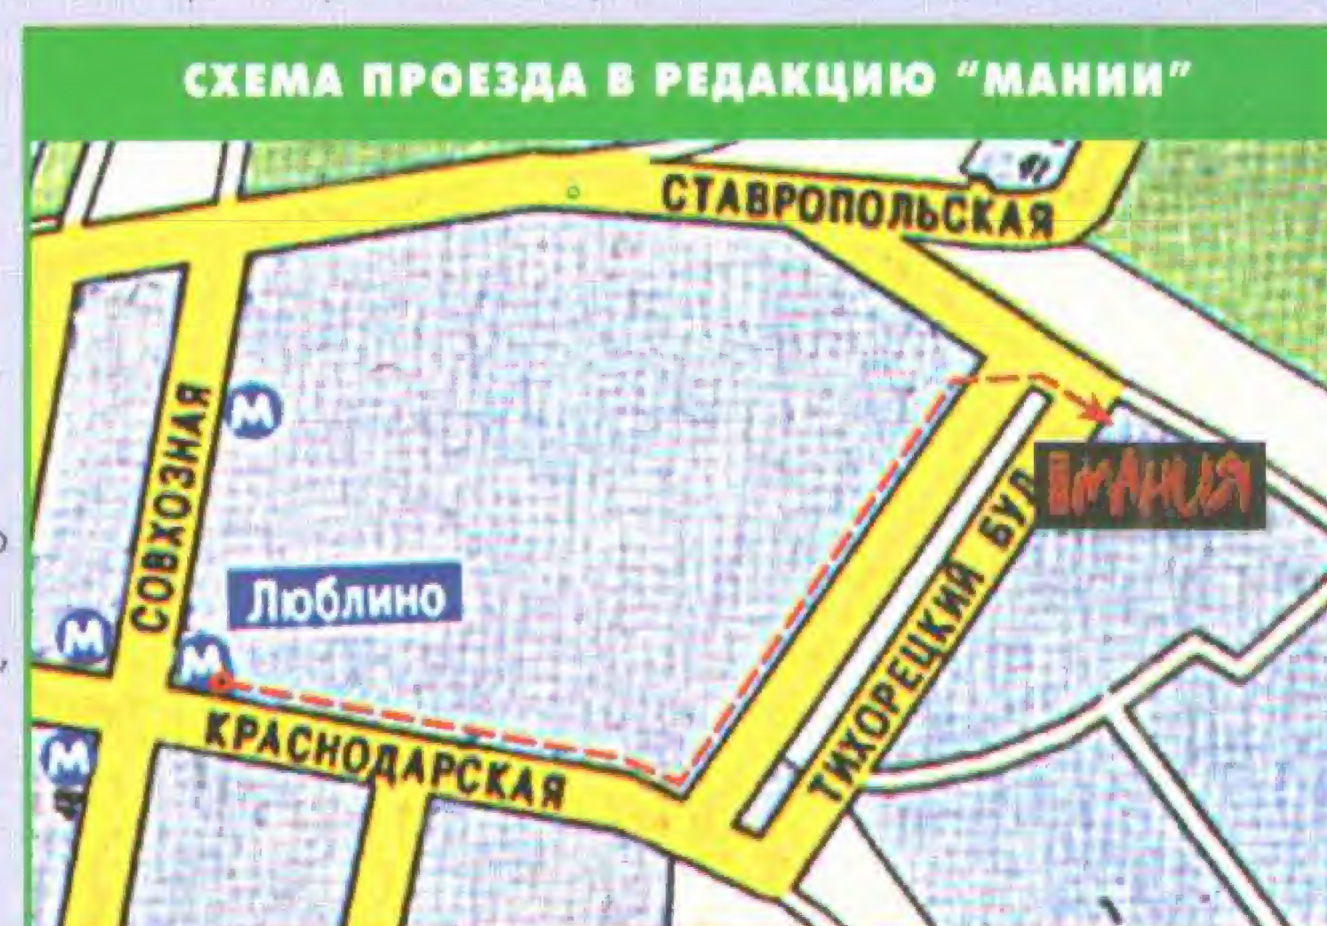 СХЕМА ПРОЕЗДА В РЕДАКЦИЮ "МАНИИ"
СТАВРОПОЛЬСКАЯ
М
СОВХОЗНАЯ
МАНИЯ
Люблино
М
М
КРАСНОДАРСКАЯ
ТИХОРЕЦКИЙ БУЛ
М